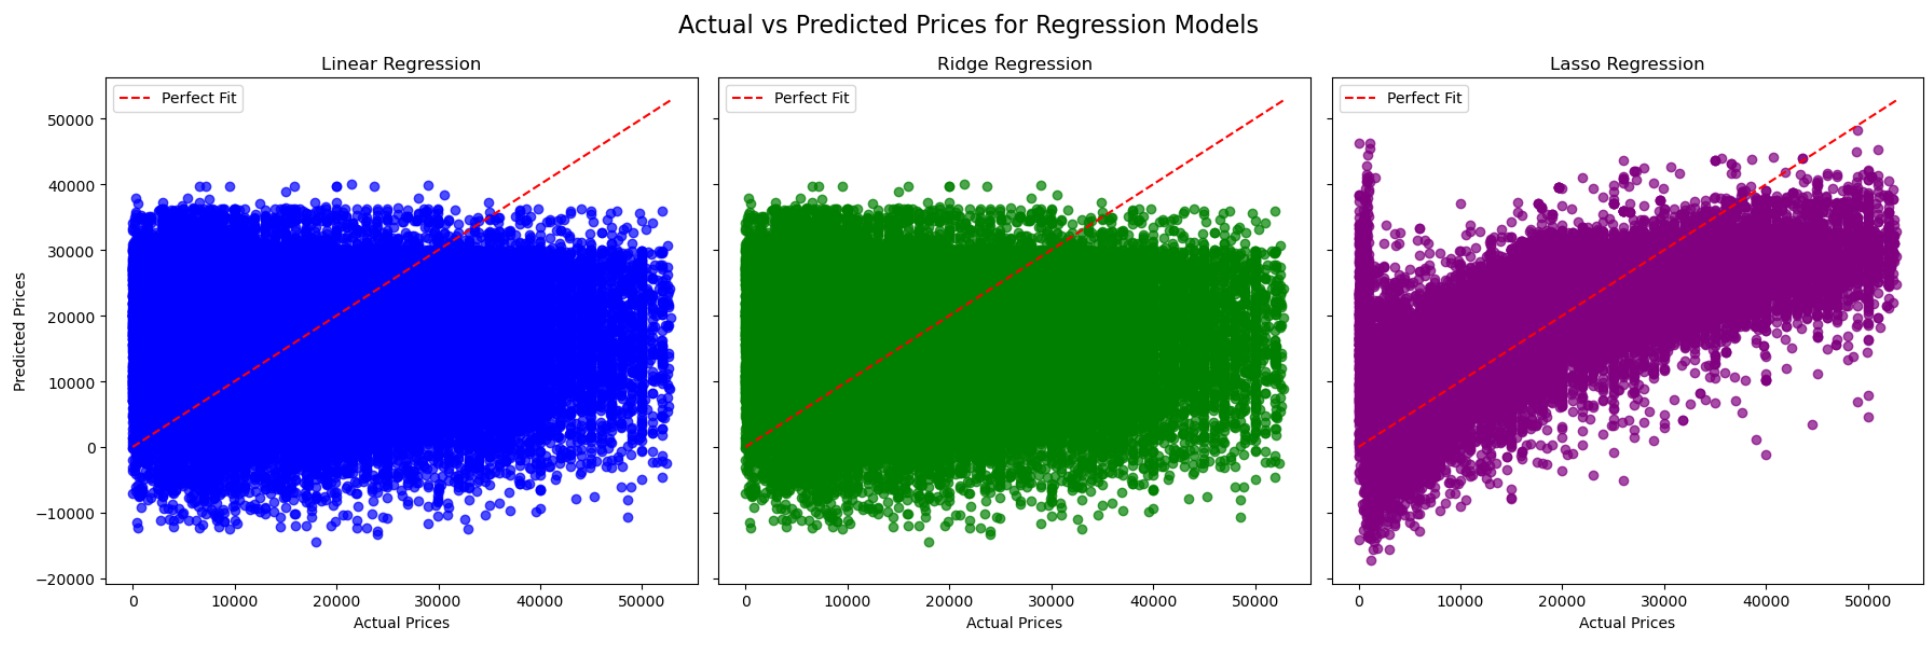 Actual vs Predicted Prices for Regression Models
Linear Regression
Perfect Fit
50000
40000
30000
20000
10000
0
−10000
−20000
Predicted Prices
0 10000 20000 30000 40000 50000
Actual Prices
Ridge Regression
Perfect Fit
0 10000 20000 30000 40000 50000
Actual Prices
Lasso Regression
Perfect Fit
0 10000 20000 30000 40000 50000
Actual Prices